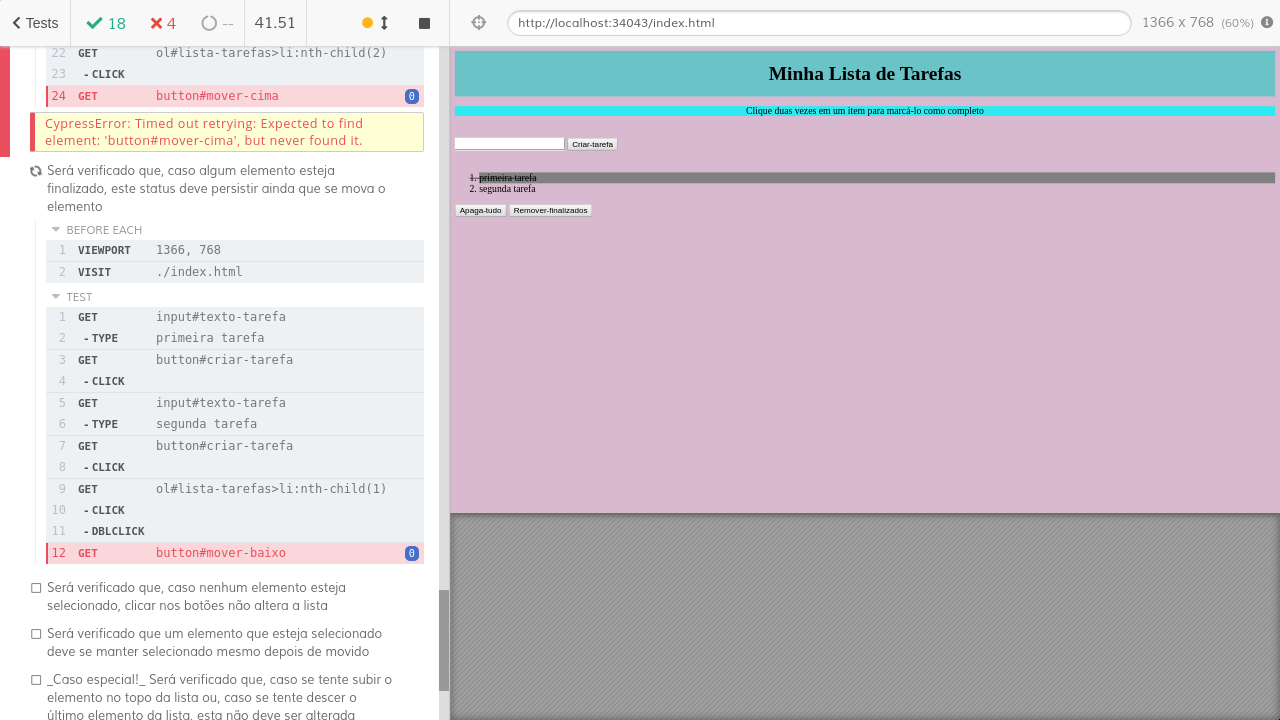 Tests
18
4
--
41.51
22 GET ol#lista-tarefas>li:nth-child(2)
23 - CLICK
24 GET button#mover-cima 0
CypressError: Timed out retrying: Expected to find
element: 'button#mover-cima', but never found it.
Será verificado que, caso algum elemento esteja
finalizado, este status deve persistir ainda que se mova o
elemento
BEFORE EACH
1 VIEWPORT 1366, 768
2 VISIT ./index.html
TEST
1 GET input#texto-tarefa
2 - TYPE primeira tarefa
3 GET button#criar-tarefa
4 - CLICK
5 GET input#texto-tarefa
6 - TYPE segunda tarefa
7 GET button#criar-tarefa
8 - CLICK
9 GET ol#lista-tarefas>li:nth-child(1)
10 - CLICK
11 - DBLCLICK
12 GET button#mover-baixo 0
Será verificado que, caso nenhum elemento esteja
selecionado, clicar nos botões não altera a lista
Será verificado que um elemento que esteja selecionado
deve se manter selecionado mesmo depois de movido
_Caso especial!_ Será verificado que, caso se tente subir o
elemento no topo da lista ou, caso se tente descer o
último elemento da lista, esta não deve ser alterada
http://localhost:34043/index.html
1366 x 768 (60%)
Minha Lista de Tarefas
Clique duas vezes em um item para marcá-lo como completo
Criar-tarefa
1. primeira tarefa
2. segunda tarefa
Apaga-tudo Remover-finalizados